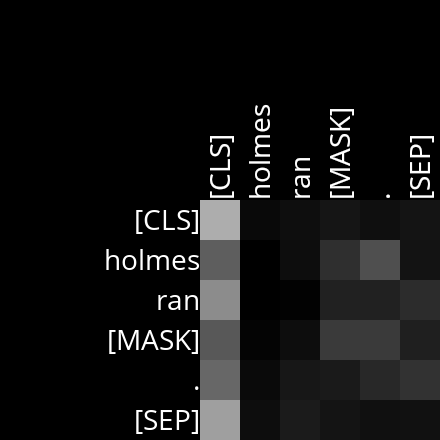 [CLS]
holmes
ran
[MASK]
.
[SEP]
[CLS]
holmes
ran
[MASK]
.
[SEP]